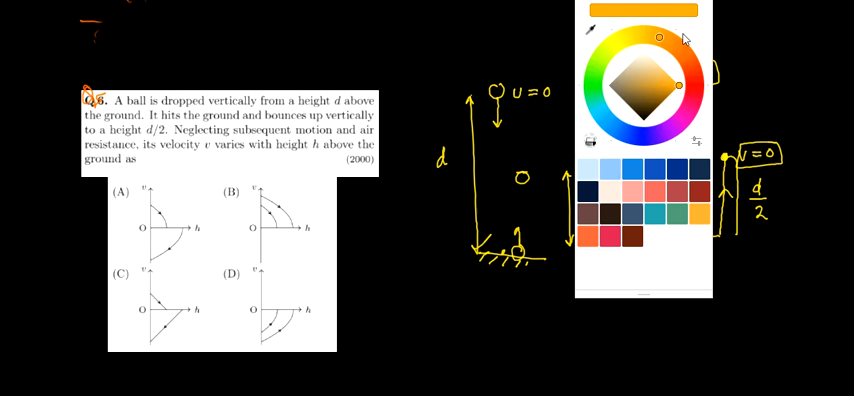 Q6. A ball is dropped vertically from a height d above
the ground. It hits the ground and bounces up vertically
to a height d/2. Neglecting subsequent motion and air
resistance, its velocity v varies with height h above the
ground as (2000)
(A) v O h
(B) v O h
(C) v O h
(D) v O h
u=0
d
v=0
d
2